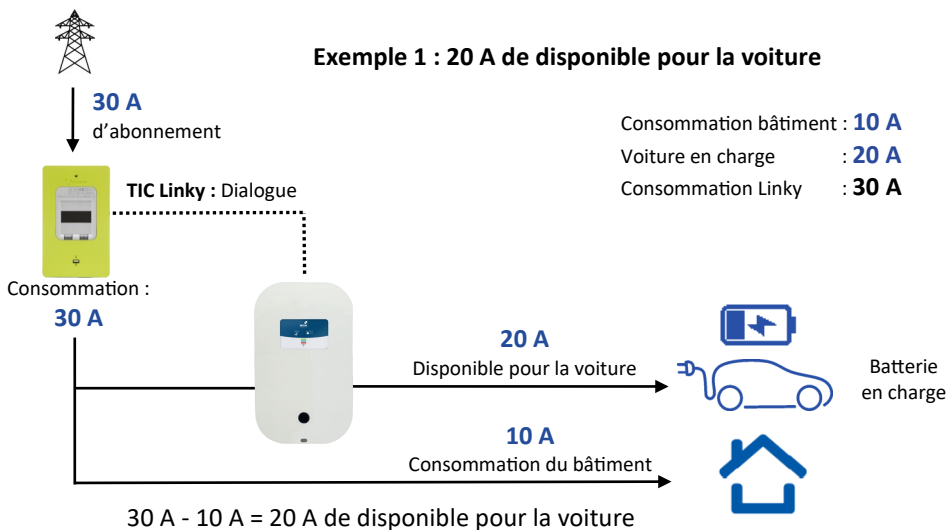 Exemple 1 : 20 A de disponible pour la voiture
30 A
d'abonnement
Consommation bâtiment : 10 A
Voiture en charge : 20 A
Consommation Linky : 30 A
TIC Linky : Dialogue
Consommation :
30 A
20 A
Disponible pour la voiture
Batterie
en charge
10 A
Consommation du bâtiment
30 A - 10 A = 20 A de disponible pour la voiture